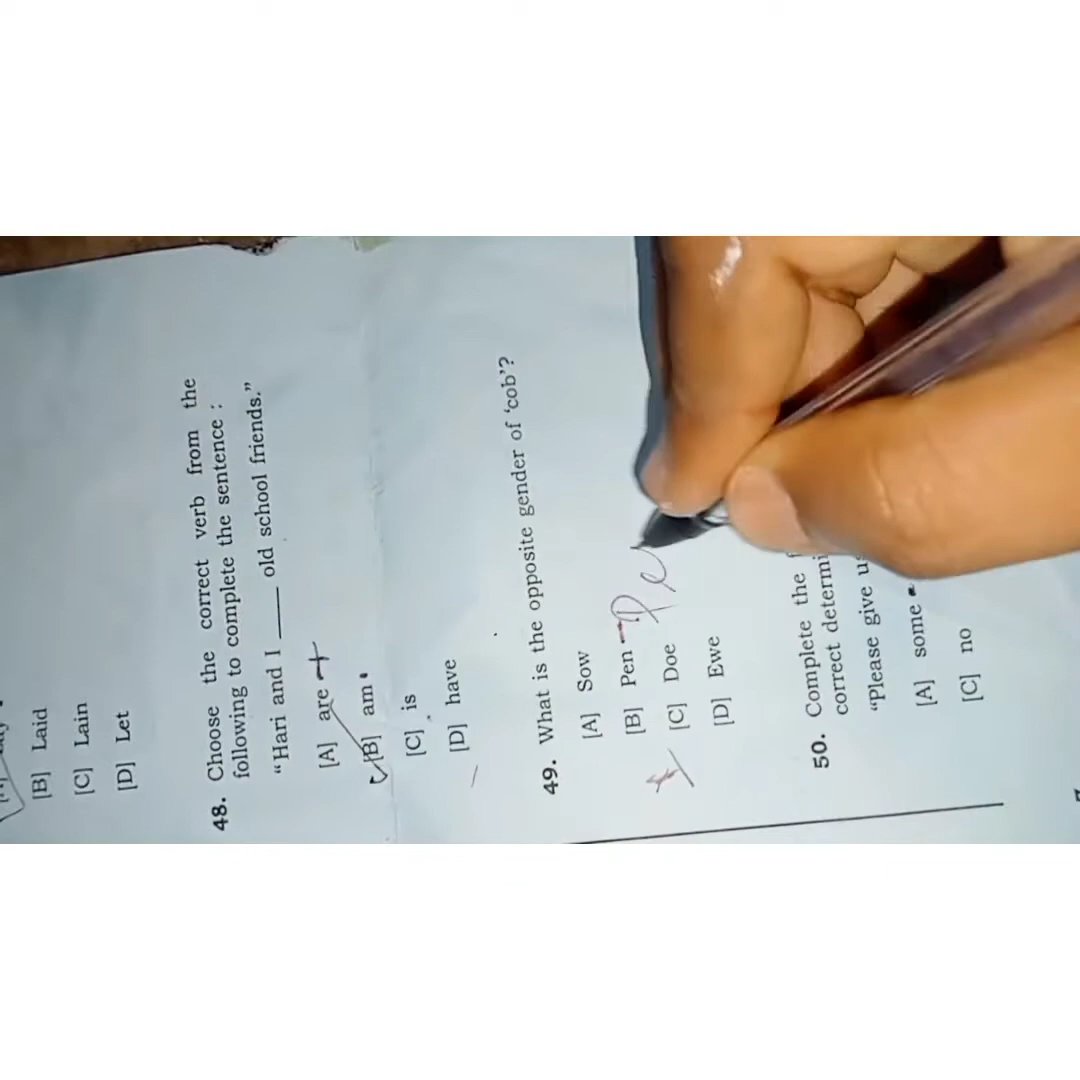 [B] Laid
[C] Lain
[D] Let
48. Choose the correct verb from the
following to complete the sentence :
“Hari and I ____ old school friends.”
[A] are
[B] am
[C] is
[D] have
49. What is the opposite gender of ‘cob’?
[A] Sow
[B] Pen Pe
[C] Doe
[D] Ewe
50. Complete the
correct
“Please give
[A] some
[C] no